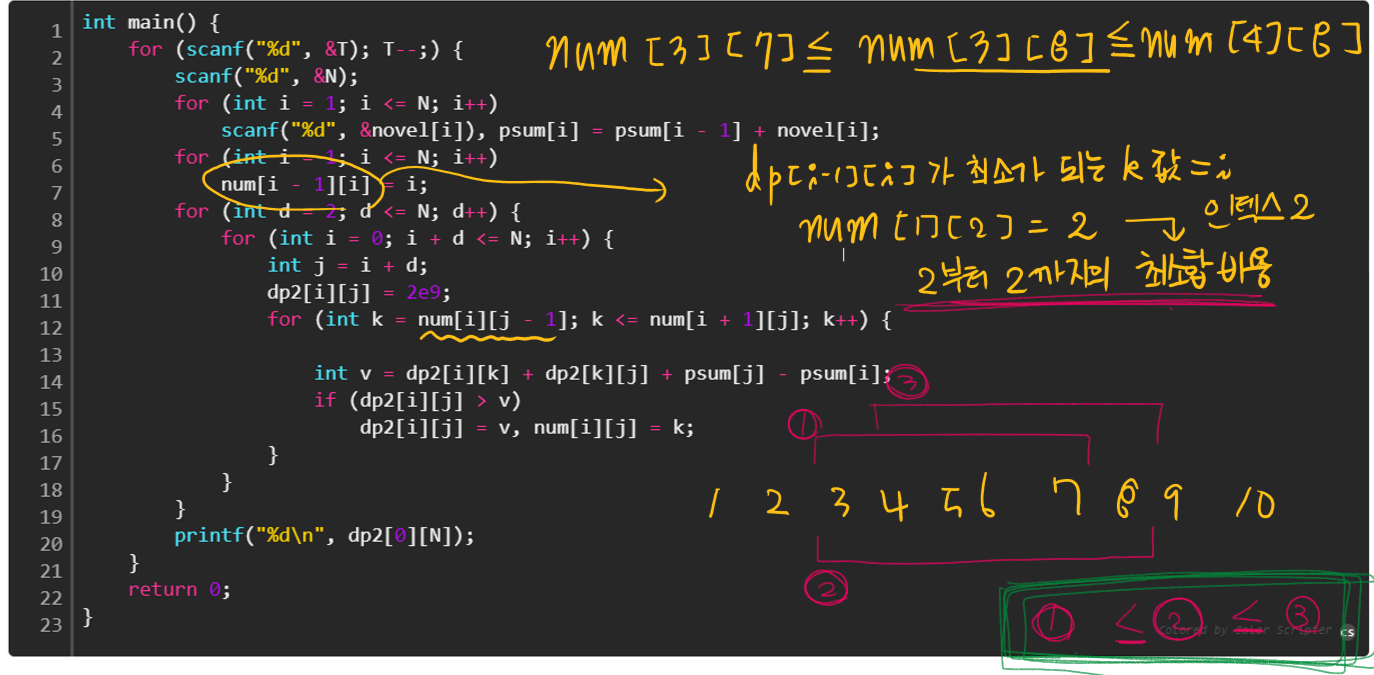 1 int main() {
2 for (scanf("%d", &T); T--;) {
num [3][7] ≤ num [3][8] ≤ num [4][8]
3 scanf("%d", &N);
4 for (int i = 1; i <= N; i++)
5 scanf("%d", &novel[i]), psum[i] = psum[i - 1] + novel[i];
6 for (int i = 1; i <= N; i++)
7 num[i - 1][i] = i;
dp[i-1][i]가 최소가 되는 k 값 = i
8 for (int d = 2; d <= N; d++) {
num [1][2] = 2 → 인덱스 2
9 for (int i = 0; i + d <= N; i++) {
10 int j = i + d;
2부터 2까지의 최소합 비용
11 dp2[i][j] = 2e9;
12 for (int k = num[i][j - 1]; k <= num[i + 1][j]; k++) {
13
14 int v = dp2[i][k] + dp2[k][j] + psum[j] - psum[i];
③
15 if (dp2[i][j] > v)
16 dp2[i][j] = v, num[i][j] = k;
①
17 }
18 }
1 2 3 4 5 6 7 8 9 10
19 }
20 printf("%d\n", dp2[0][N]);
21 }
22 return 0;
②
23 }
① ≤ ② ≤ ③
Colored by Color Scripter cs